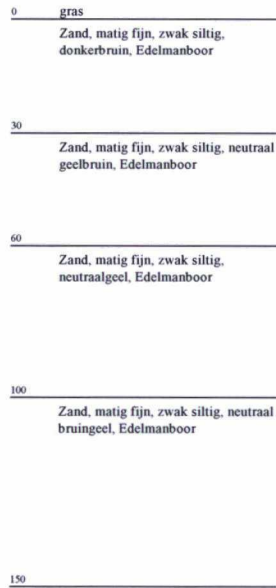 0 gras
Zand, matig fijn, zwak siltig,
donkerbruin, Edelmanboor
30
Zand, matig fijn, zwak siltig, neutraal
geelbruin, Edelmanboor
60
Zand, matig fijn, zwak siltig,
neutraalgeel, Edelmanboor
100
Zand, matig fijn, zwak siltig, neutraal
bruingeel, Edelmanboor
150